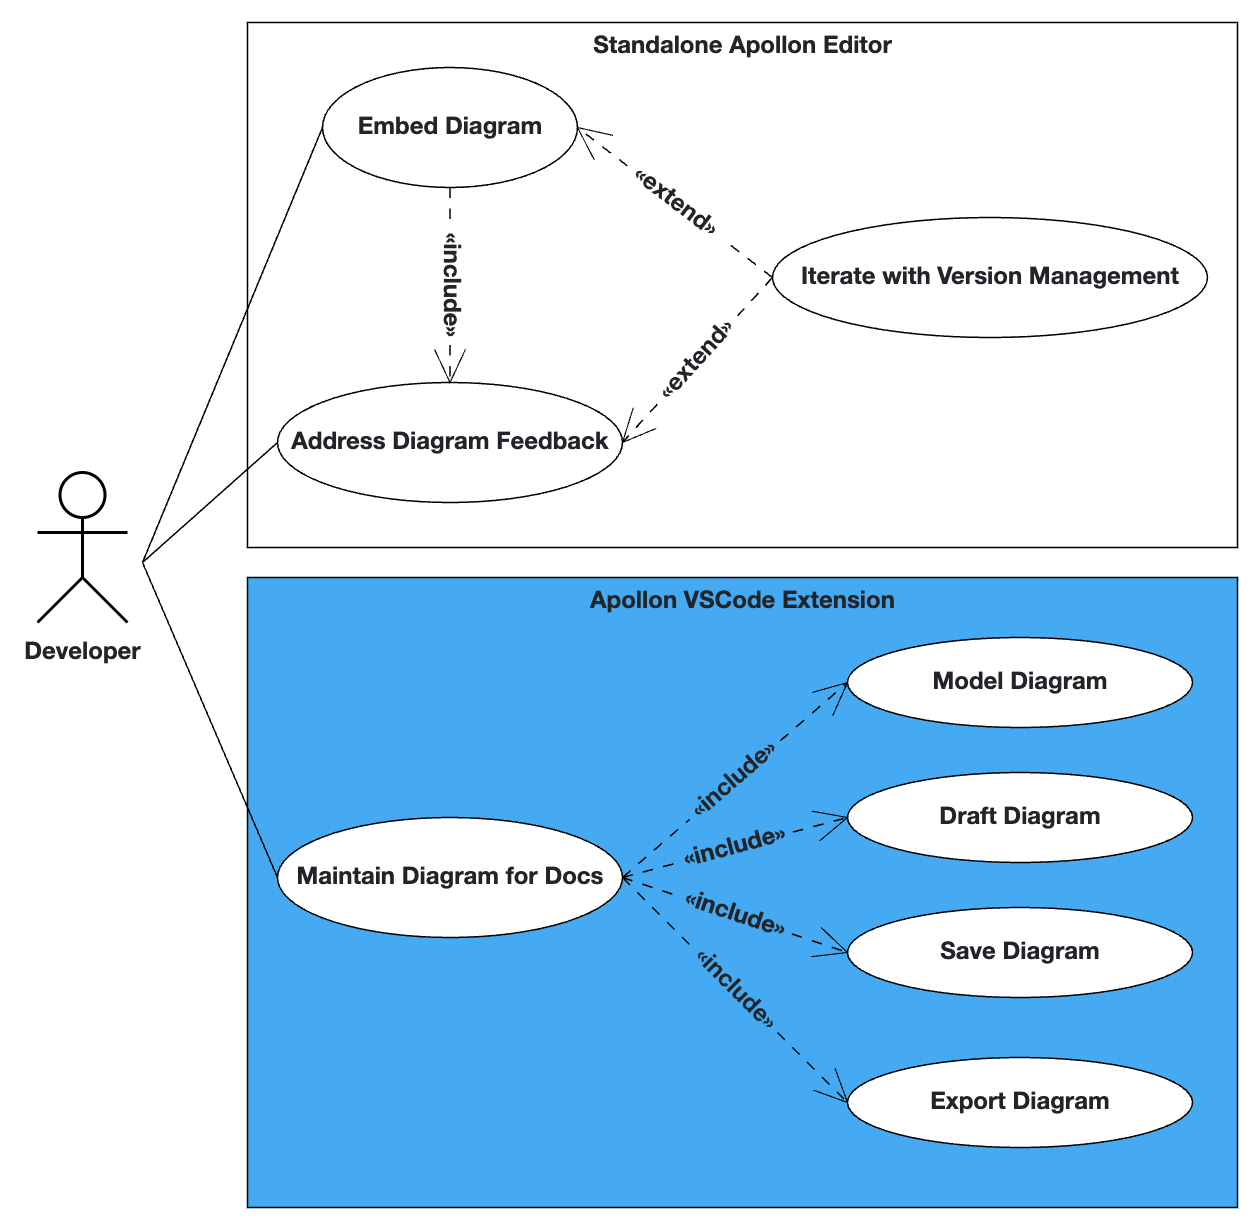 Standalone Apollon Editor
Embed Diagram
«extend»
«include»
Iterate with Version Management
«extend»
Address Diagram Feedback
Developer
Apollon VSCode Extension
Model Diagram
«include»
Draft Diagram
«include»
Maintain Diagram for Docs
«include»
Save Diagram
«include»
Export Diagram